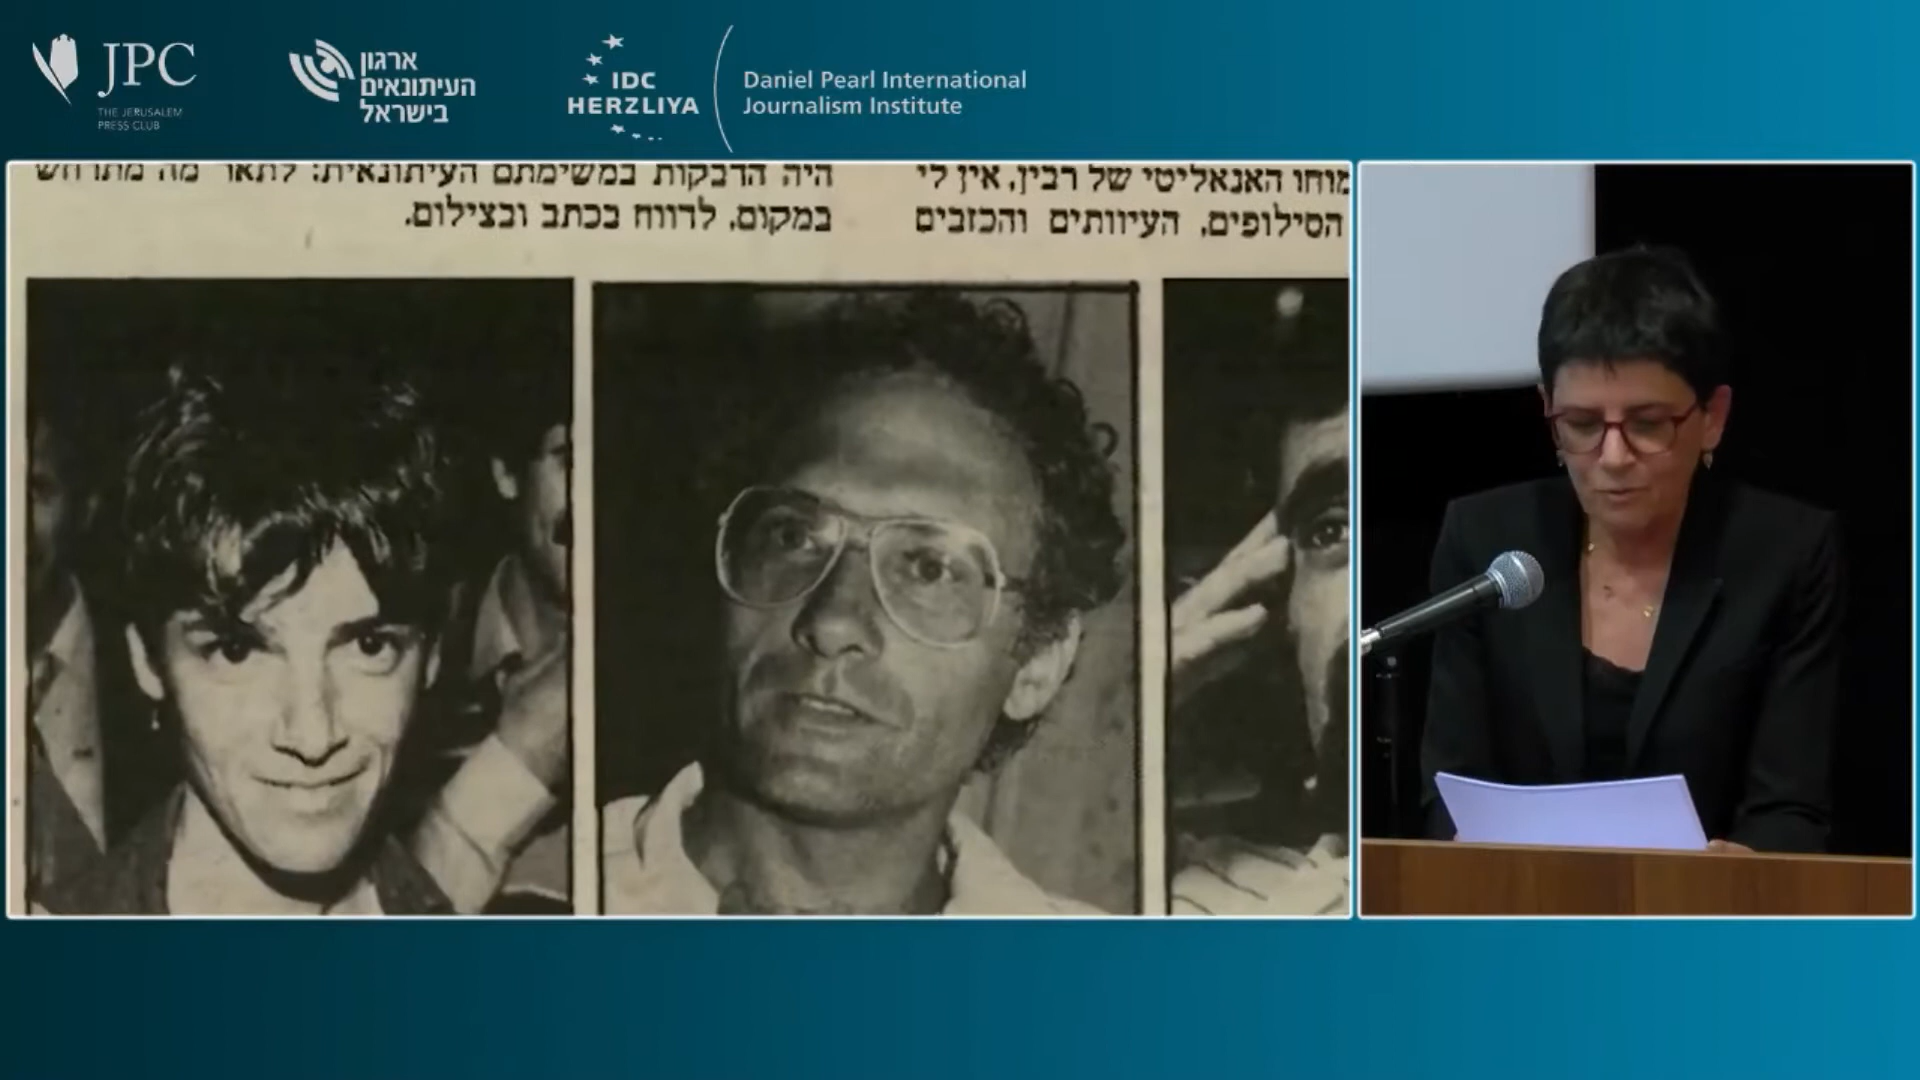 JPC
THE JERUSALEM
PRESS CLUB
ארגון
העיתונאים
בישראל
IDC
HERZLIYA
Daniel Pearl International
Journalism Institute
מוחו האנאליטי של רבין, אין לי
הסילופים, העיוותים והכזבים
היה הדבקות במשימתם העיתונאית: לתאר מה מתרחש
במקום, לדווח בכתב ובצילום.